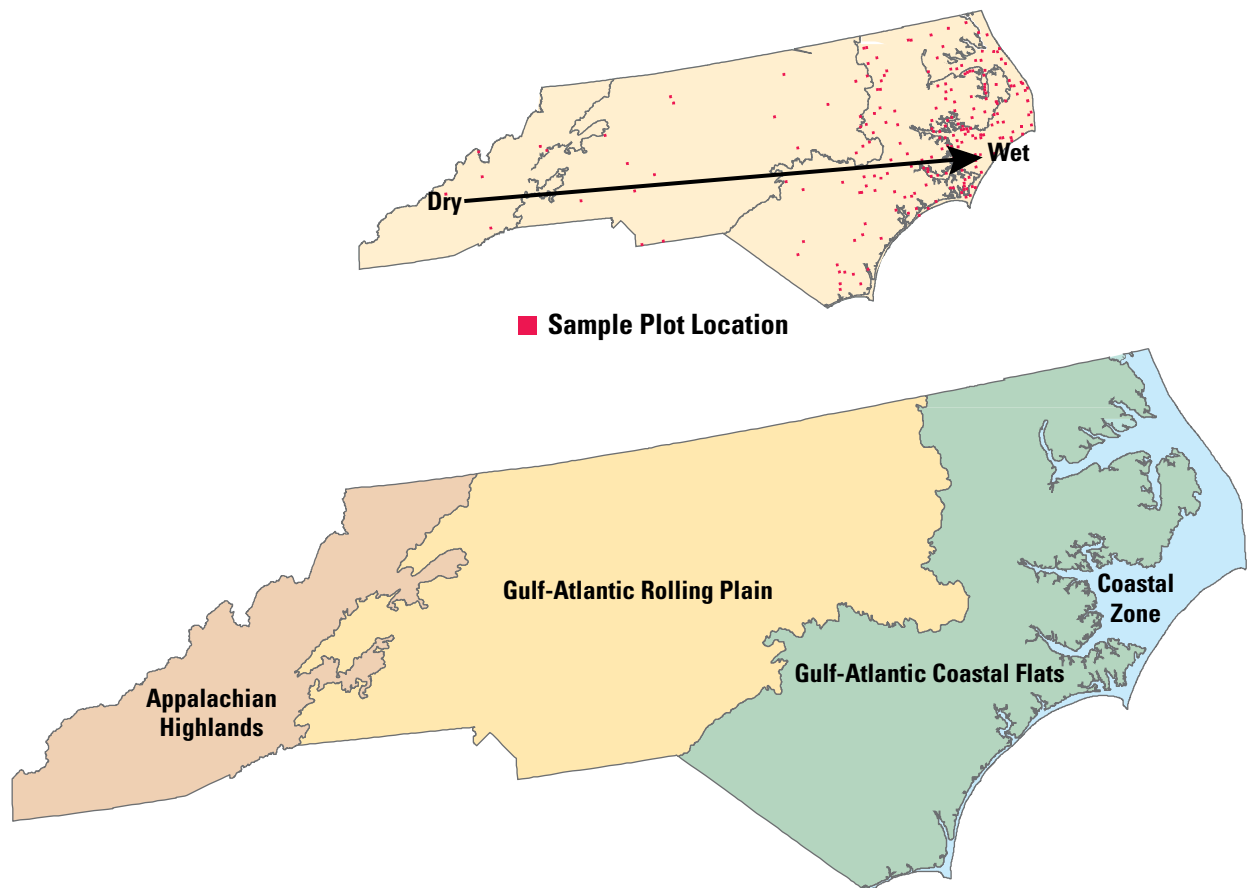 Dry
Wet
Sample Plot Location
Gulf-Atlantic Rolling Plain
Coastal
Zone
Gulf-Atlantic Coastal Flats
Appalachian
Highlands